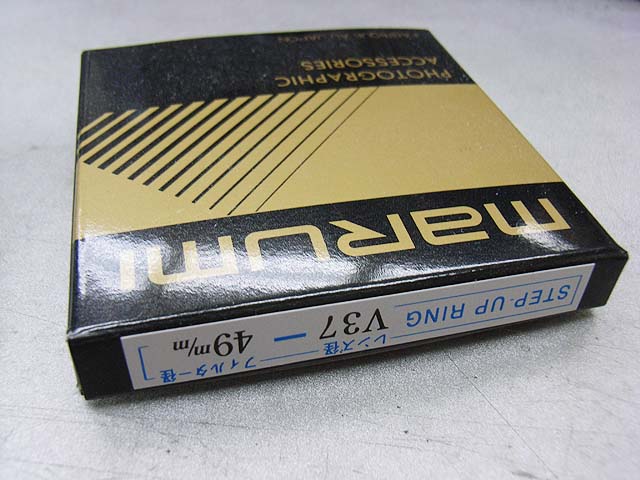 marumi
PHOTOGRAPHIC
ACCESSORIES
STEP-UP RING
レンズ径 フィルター径
V37 - 49m/m